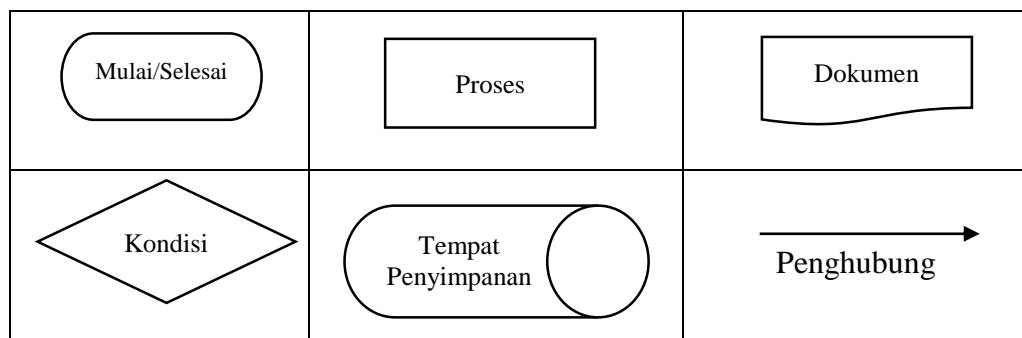 Mulai/Selesai
Proses
Dokumen
Kondisi
Tempat
Penyimpanan
Penghubung